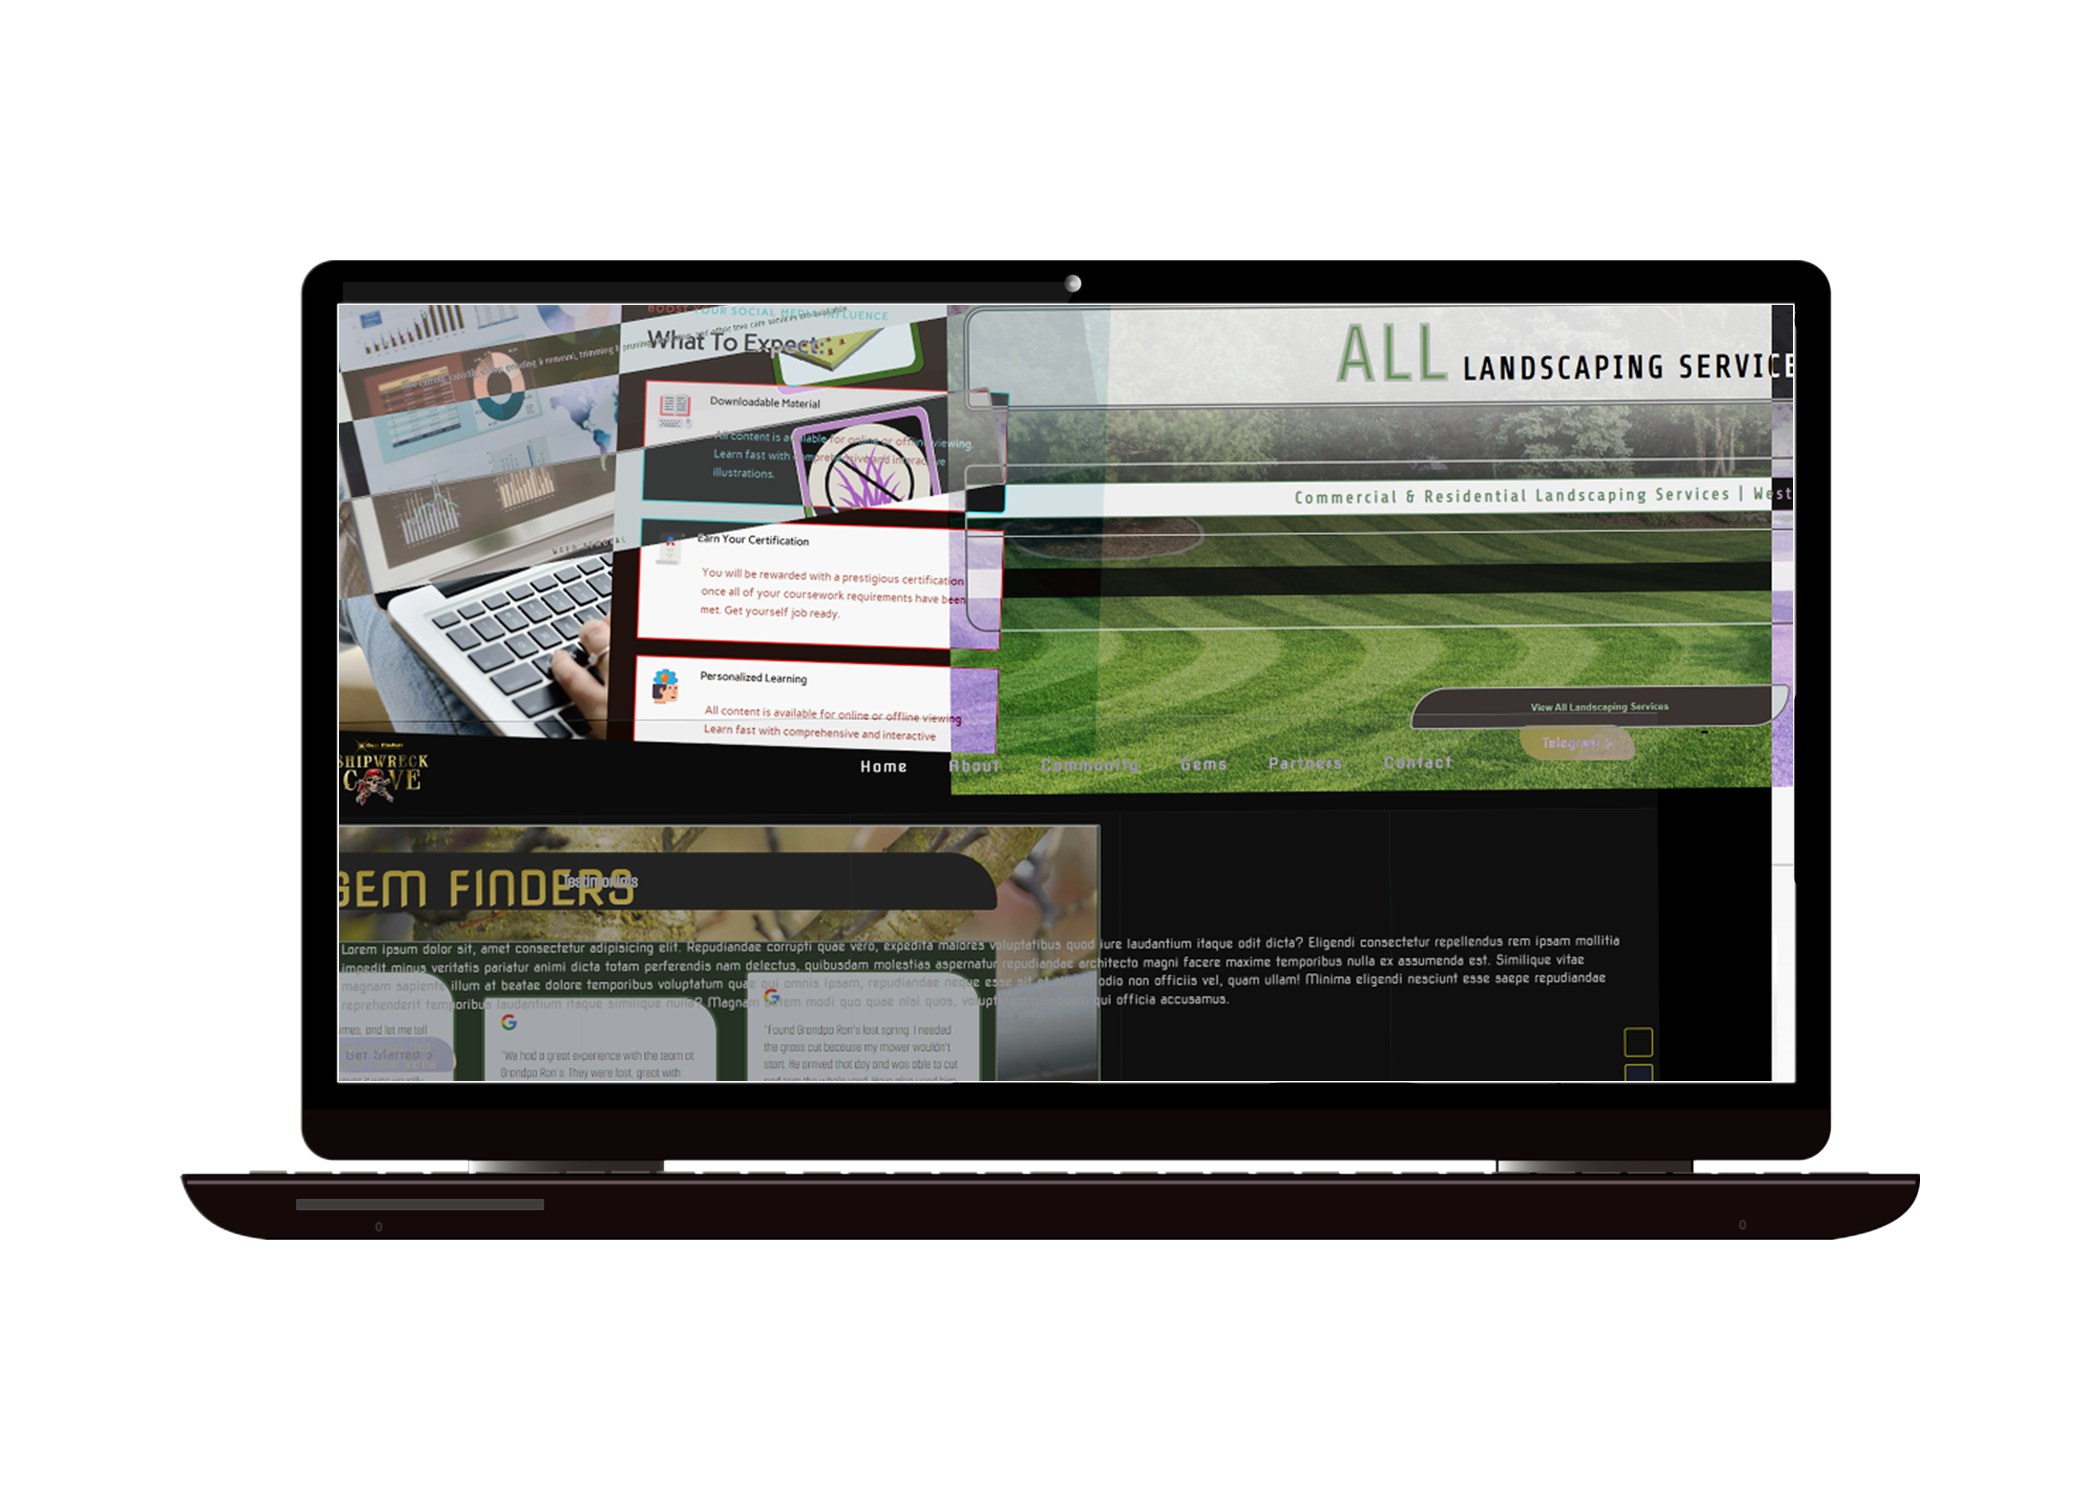 BOOST YOUR SOCIAL MEDIA INFLUENCE
What To Expect:
ALL LANDSCAPING SERVICE
Downloadable Material
All content is available for online or offline viewing.
Learn fast with comprehensive and interactive
illustrations.
Commercial & Residential Landscaping Services | West
WEED REMOVAL
Earn Your Certification
You will be rewarded with a prestigious certification
once all of your coursework requirements have been
met. Get yourself job ready.
Personalized Learning
All content is available for online or offline viewing.
Learn fast with comprehensive and interactive
View All Landscaping Services
Telegram >
Gem Finders
SHIPWRECK
COVE
Home About Community Gems Partners Contact
GEM FINDERS
Testimonials
Lorem ipsum dolor sit, amet consectetur adipisicing elit. Repudiandae corrupti quae vero, expedita maiores voluptatibus quod iure laudantium itaque odit dicta? Eligendi consectetur repellendus rem ipsam mollitia
impedit minus veritatis pariatur animi dicta totam perferendis nam delectus, quibusdam molestias aspernatur repudiandae architecto magni facere maxime temporibus nulla ex assumenda est. Similique vitae
magnam sapiente illum at beatae dolore temporibus voluptatum quae qui omnis ipsam, repudiandae neque esse sit odio non officiis vel, quam ullam! Minima eligendi nesciunt esse saepe repudiandae
reprehenderit temporibus laudantium itaque similique nulla? Magnam autem modi quo quae nisi quos, qui officia accusamus.
and let me tell
Get Started >
"We had a great experience with the team at
Grandpa Ron's. They were fast, great with
"Found Grandpa Ron's last spring. I needed
the grass cut because my mower wouldn't
start. He arrived that day and was able to cut